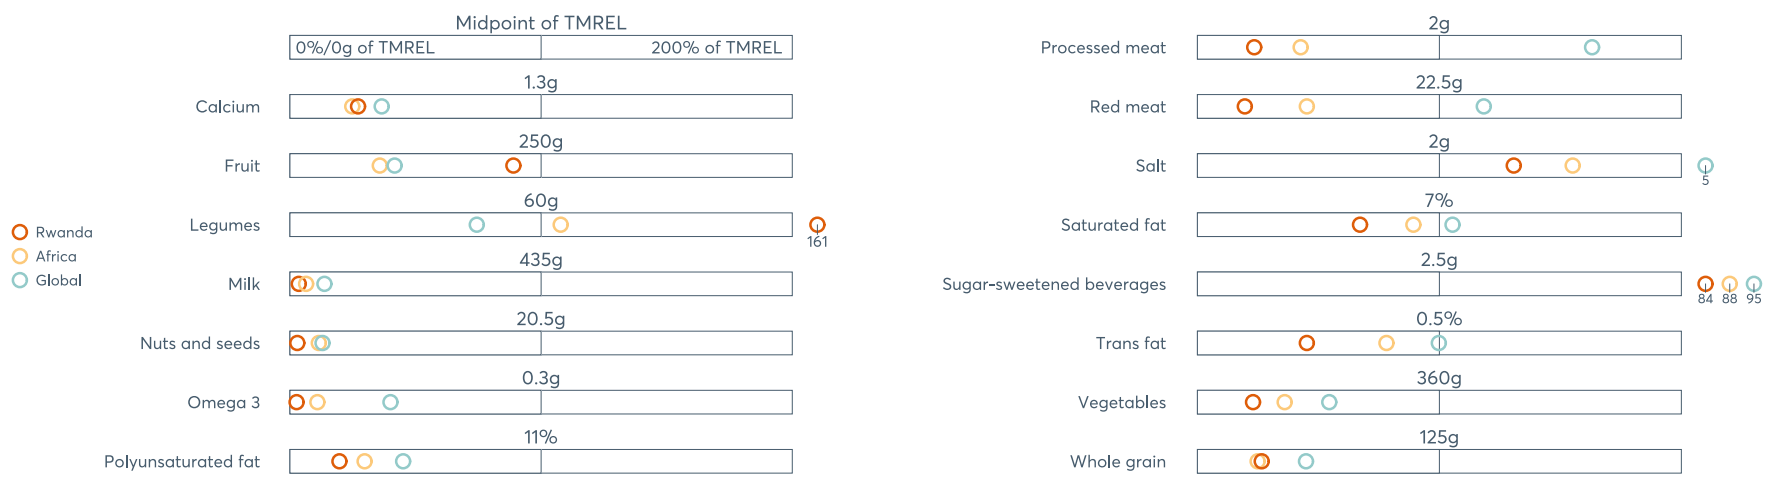 Midpoint of TMREL
0%/0g of TMREL 200% of TMREL
1.3g
Calcium
250g
Fruit
60g
Legumes
161
435g
Milk
20.5g
Nuts and seeds
0.3g
Omega 3
11%
Polyunsaturated fat
Rwanda
Africa
Global
2g
Processed meat
22.5g
Red meat
2g
Salt
5
7%
Saturated fat
2.5g
Sugar-sweetened beverages
84 88 95
0.5%
Trans fat
360g
Vegetables
125g
Whole grain